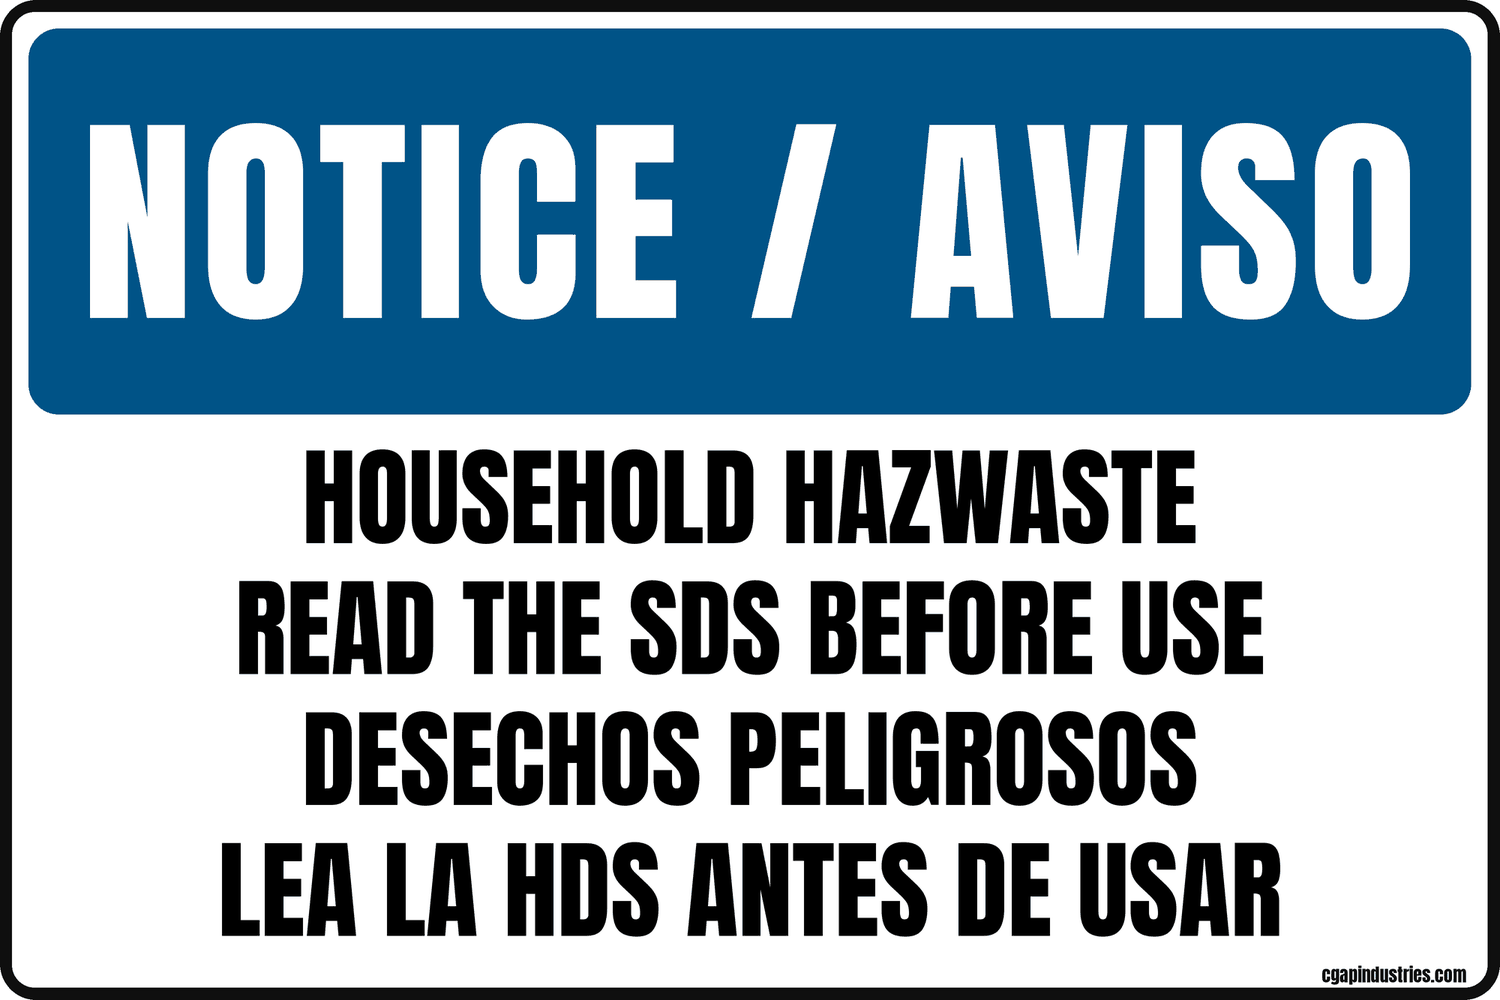 NOTICE / AVISO
HOUSEHOLD HAZWASTE
READ THE SDS BEFORE USE
DESECHOS PELIGROSOS
LEA LA HDS ANTES DE USAR
cgapindustries.com